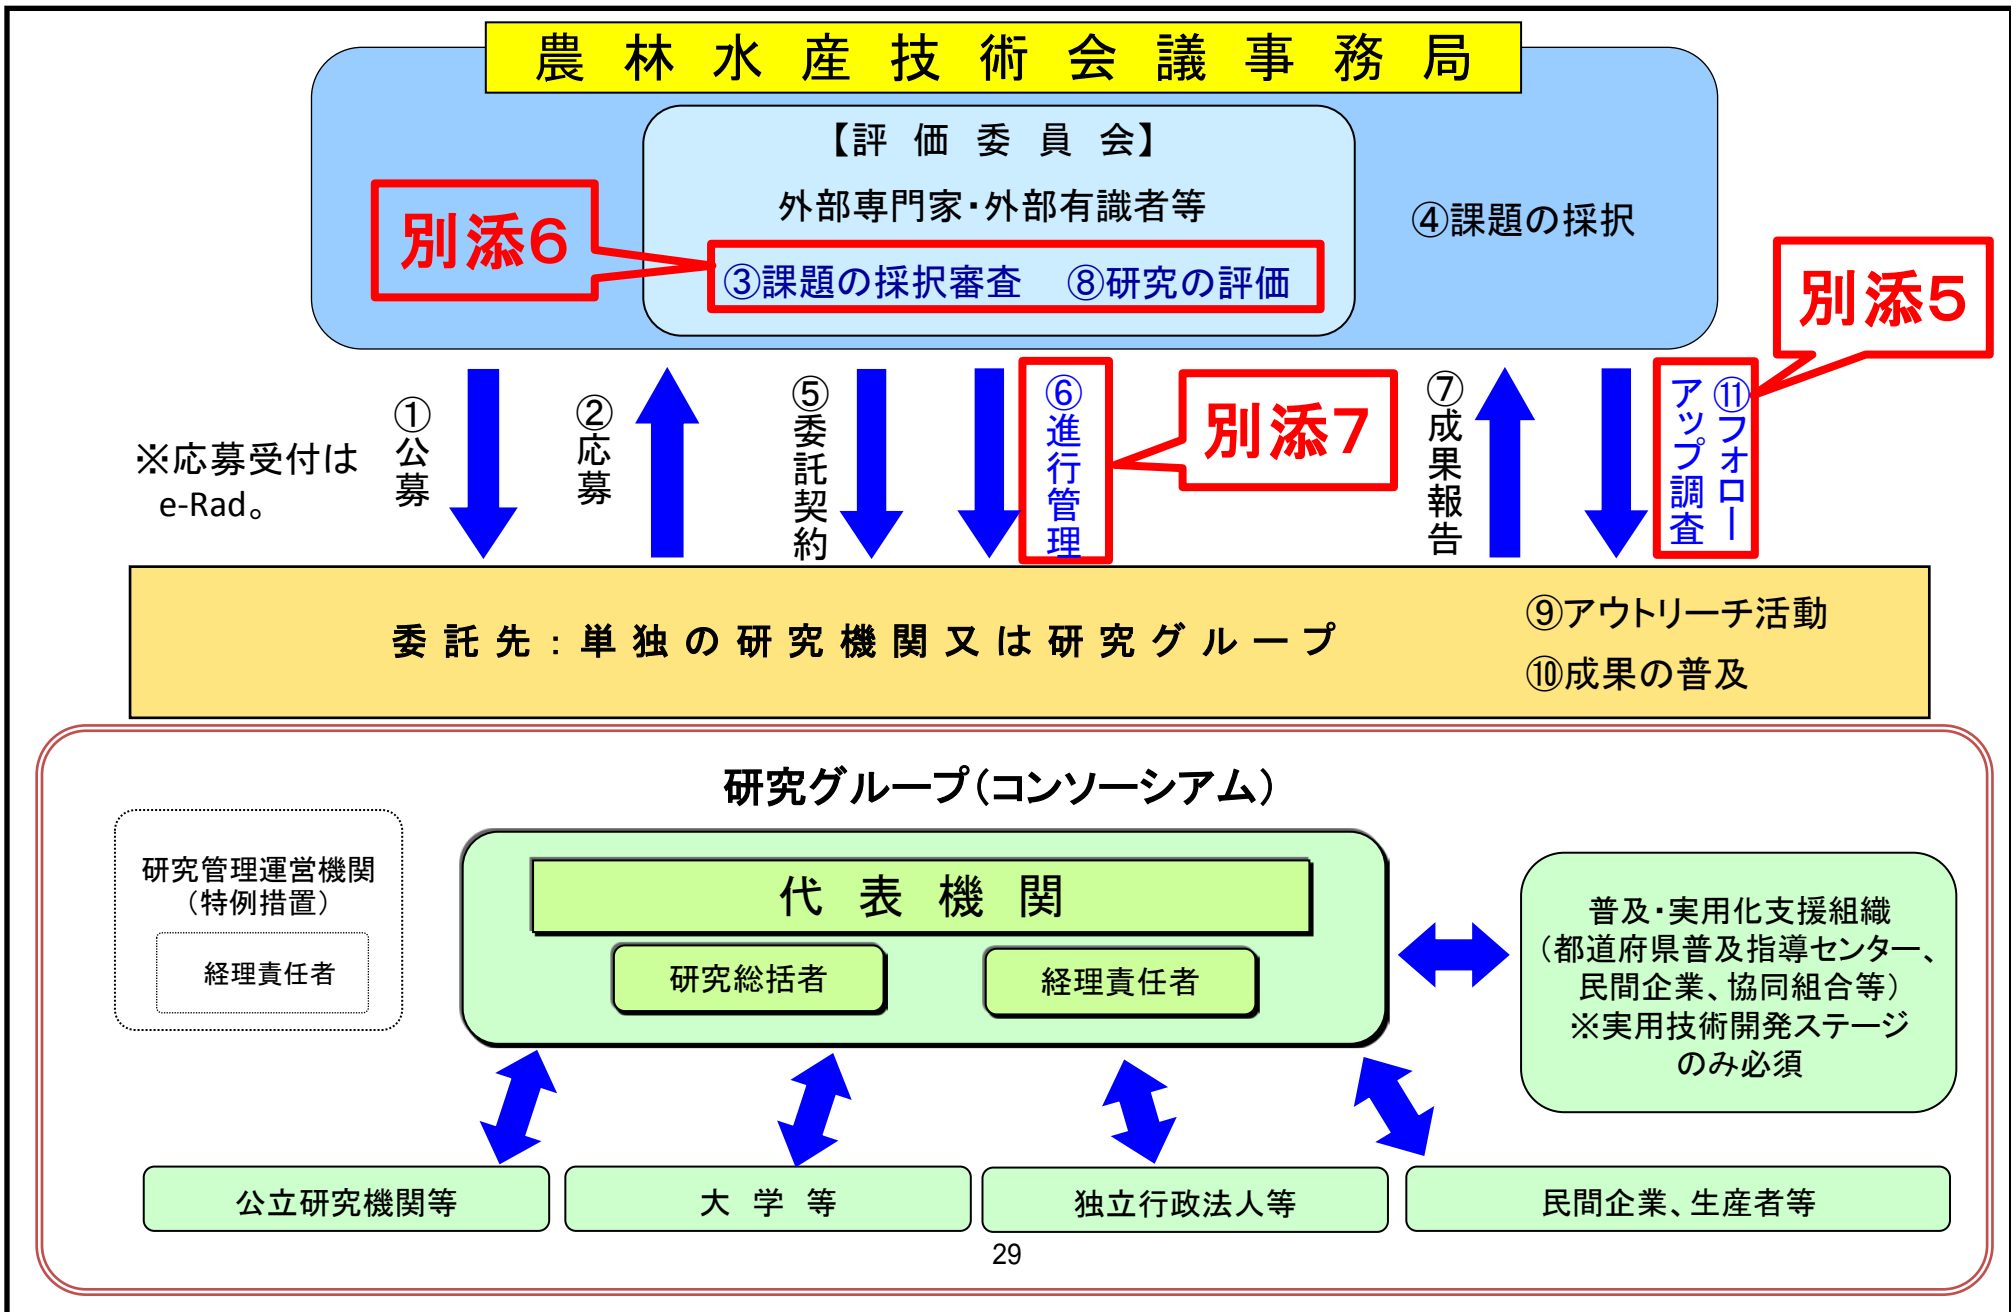 農林水産技術会議事務局
【評価委員会】
外部専門家・外部有識者等
別添6
③課題の採択審査　⑧研究の評価
④課題の採択
別添5
※応募受付は
e-Rad。
①公募
②応募
⑤委託契約
⑥進行管理
別添7
⑦成果報告
⑪フォロー
アップ調査
委託先：単独の研究機関又は研究グループ
⑨アウトリーチ活動
⑩成果の普及
研究グループ（コンソーシアム）
研究管理運営機関
（特例措置）
経理責任者
代表機関
研究総括者
経理責任者
普及・実用化支援組織
（都道府県普及指導センター、
民間企業、協同組合等）
※実用技術開発ステージ
のみ必須
公立研究機関等
大学等
独立行政法人等
民間企業、生産者等
29